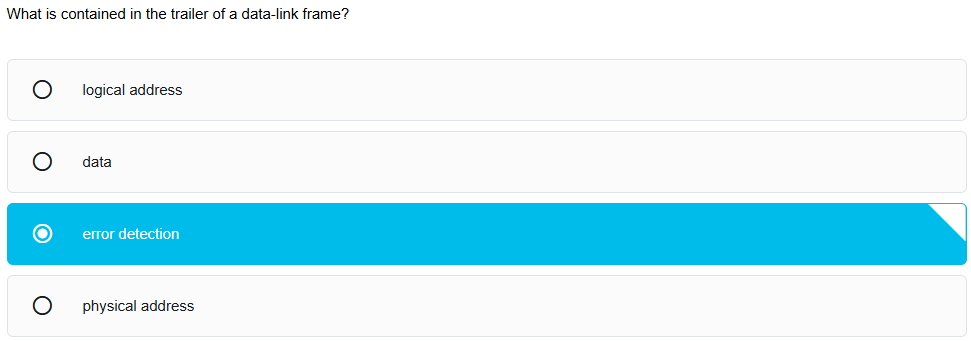 What is contained in the trailer of a data-link frame?
logical address
data
error detection
physical address